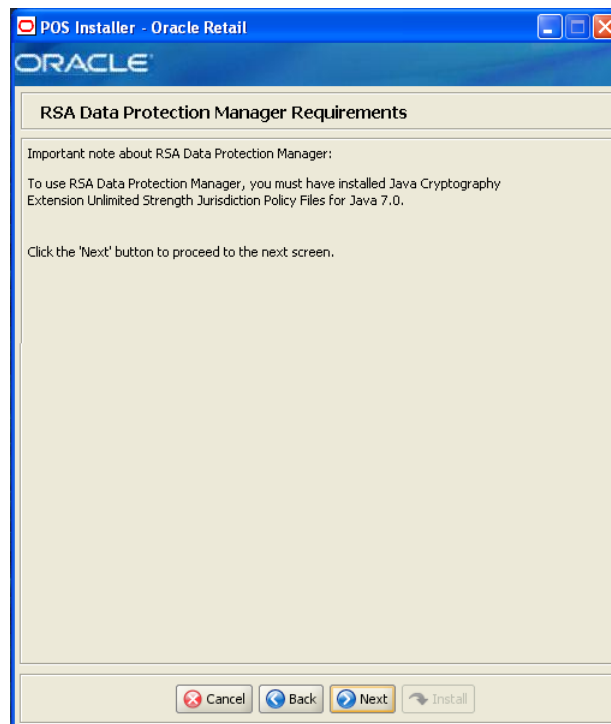 POS Installer - Oracle Retail
ORACLE
RSA Data Protection Manager Requirements
Important note about RSA Data Protection Manager:
To use RSA Data Protection Manager, you must have installed Java Cryptography
Extension Unlimited Strength Jurisdiction Policy Files for Java 7.0.
Click the 'Next' button to proceed to the next screen.
Cancel Back Next Install